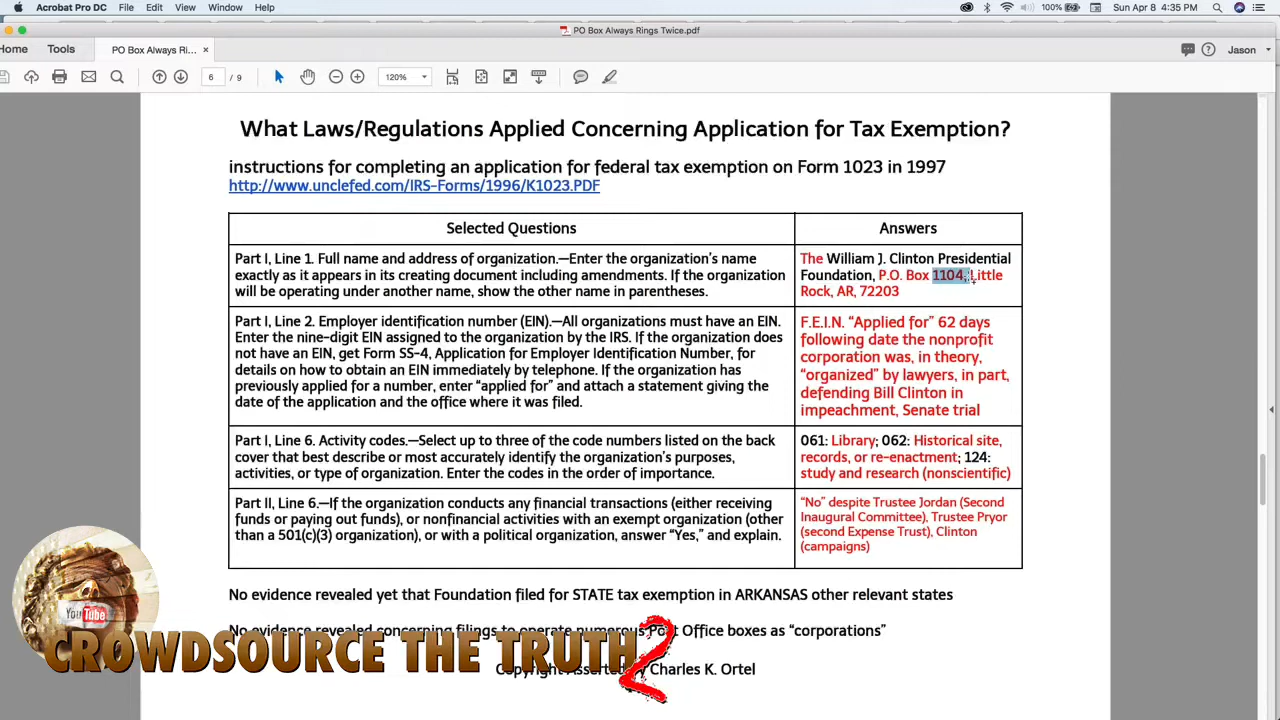 Acrobat Pro DC File Edit View Window Help 100% Sun Apr 8 4:35 PM
PO Box Always Rings Twice.pdf
Home Tools PO Box Always Ri... × Jason
6 / 9 120%
What Laws/Regulations Applied Concerning Application for Tax Exemption?
instructions for completing an application for federal tax exemption on Form 1023 in 1997
http://www.unclefed.com/IRS-Forms/1996/K1023.PDF
Selected Questions
Answers
Part I, Line 1. Full name and address of organization.—Enter the organization's name
exactly as it appears in its creating document including amendments. If the organization
will be operating under another name, show the other name in parentheses.
The William J. Clinton Presidential
Foundation, P.O. Box 1104, Little
Rock, AR, 72203
Part I, Line 2. Employer identification number (EIN).—All organizations must have an EIN.
Enter the nine-digit EIN assigned to the organization by the IRS. If the organization does
not have an EIN, get Form SS-4, Application for Employer Identification Number, for
details on how to obtain an EIN immediately by telephone. If the organization has
previously applied for a number, enter "applied for" and attach a statement giving the
date of the application and the office where it was filed.
F.E.I.N. "Applied for" 62 days
following date the nonprofit
corporation was, in theory,
"organized" by lawyers, in part,
defending Bill Clinton in
impeachment, Senate trial
Part I, Line 6. Activity codes.—Select up to three of the code numbers listed on the back
cover that best describe or most accurately identify the organization's purposes,
activities, or type of organization. Enter the codes in the order of importance.
061: Library; 062: Historical site,
records, or re-enactment; 124:
study and research (nonscientific)
Part II, Line 6.—If the organization conducts any financial transactions (either receiving
funds or paying out funds), or nonfinancial activities with an exempt organization (other
than a 501(c)(3) organization), or with a political organization, answer "Yes," and explain.
"No" despite Trustee Jordan (Second
Inaugural Committee), Trustee Pryor
(second Expense Trust), Clinton
(campaigns)
No evidence revealed yet that Foundation filed for STATE tax exemption in ARKANSAS other relevant states
No evidence revealed concerning filings to operate numerous Post Office boxes as "corporations"
Copyright Asserted by Charles K. Ortel
You Tube
CROWDSOURCE THE TRUTH 2